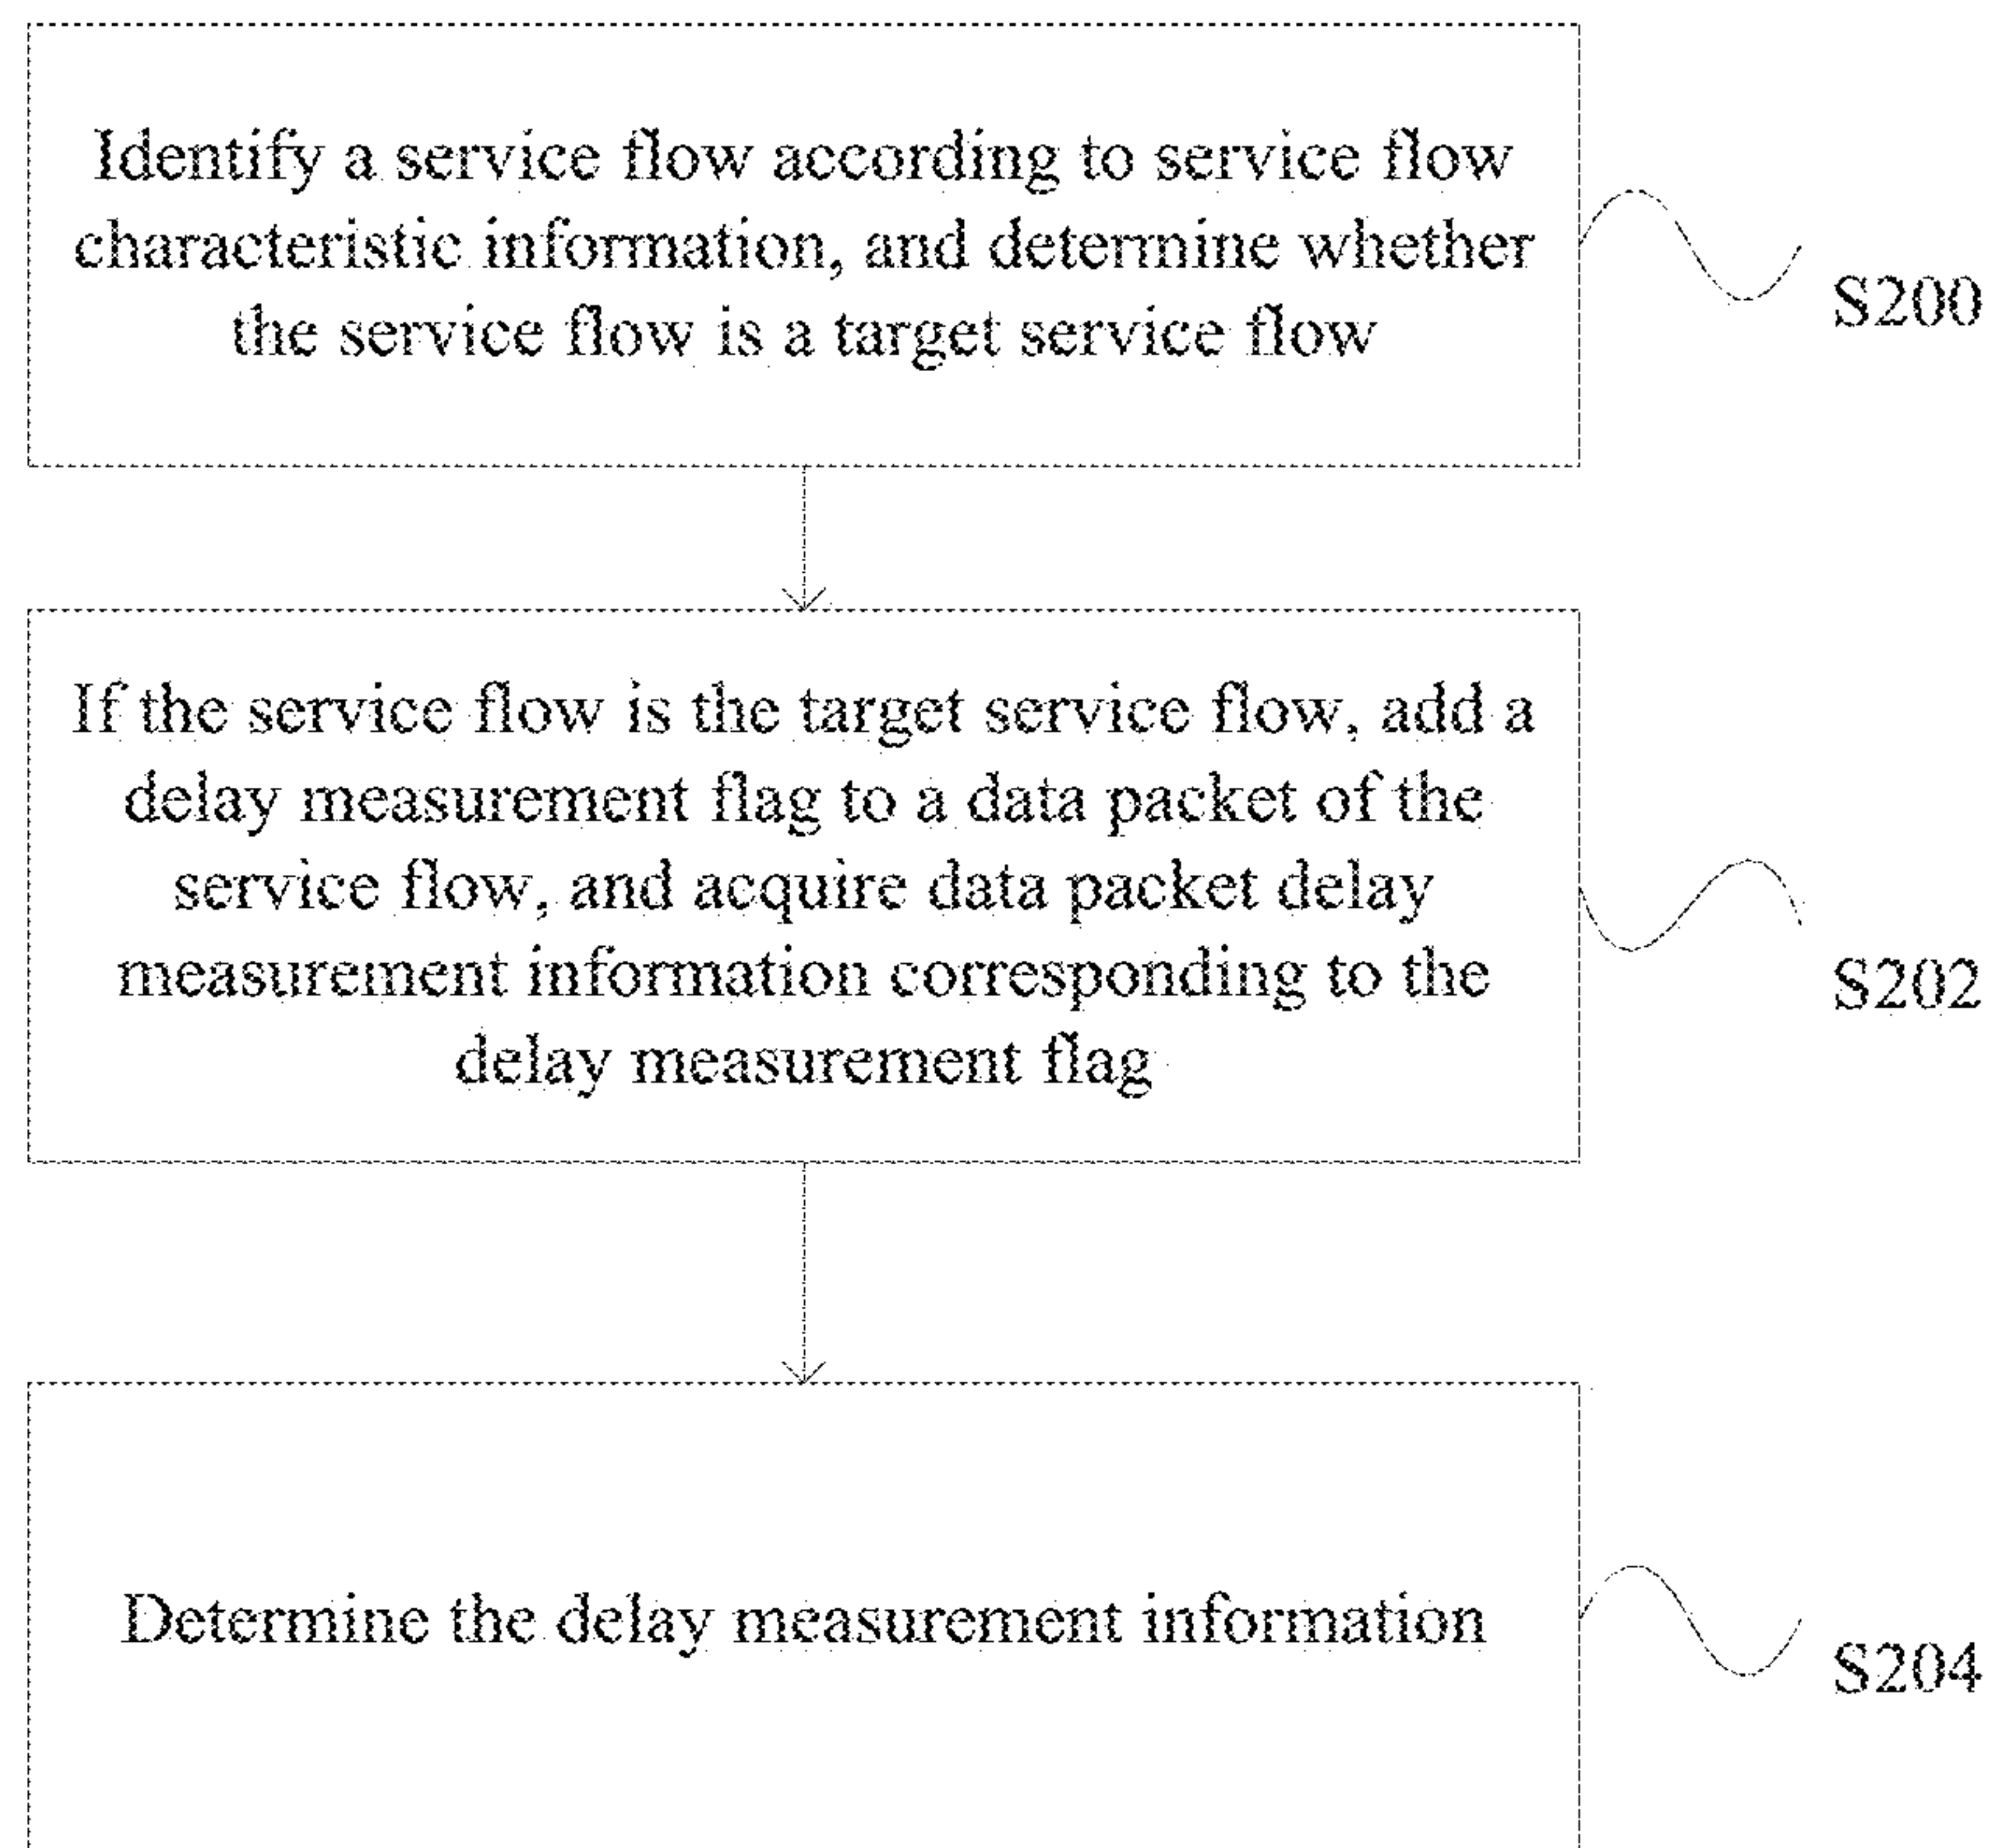 Identify a service flow according to service flow
characteristic information, and determine whether
the service flow is a target service flow
S200
If the service flow is the target service flow, add a
delay measurement flag to a data packet of the
service flow, and acquire data packet delay
measurement information corresponding to the
delay measurement flag
S202
Determine the delay measurement information
S204